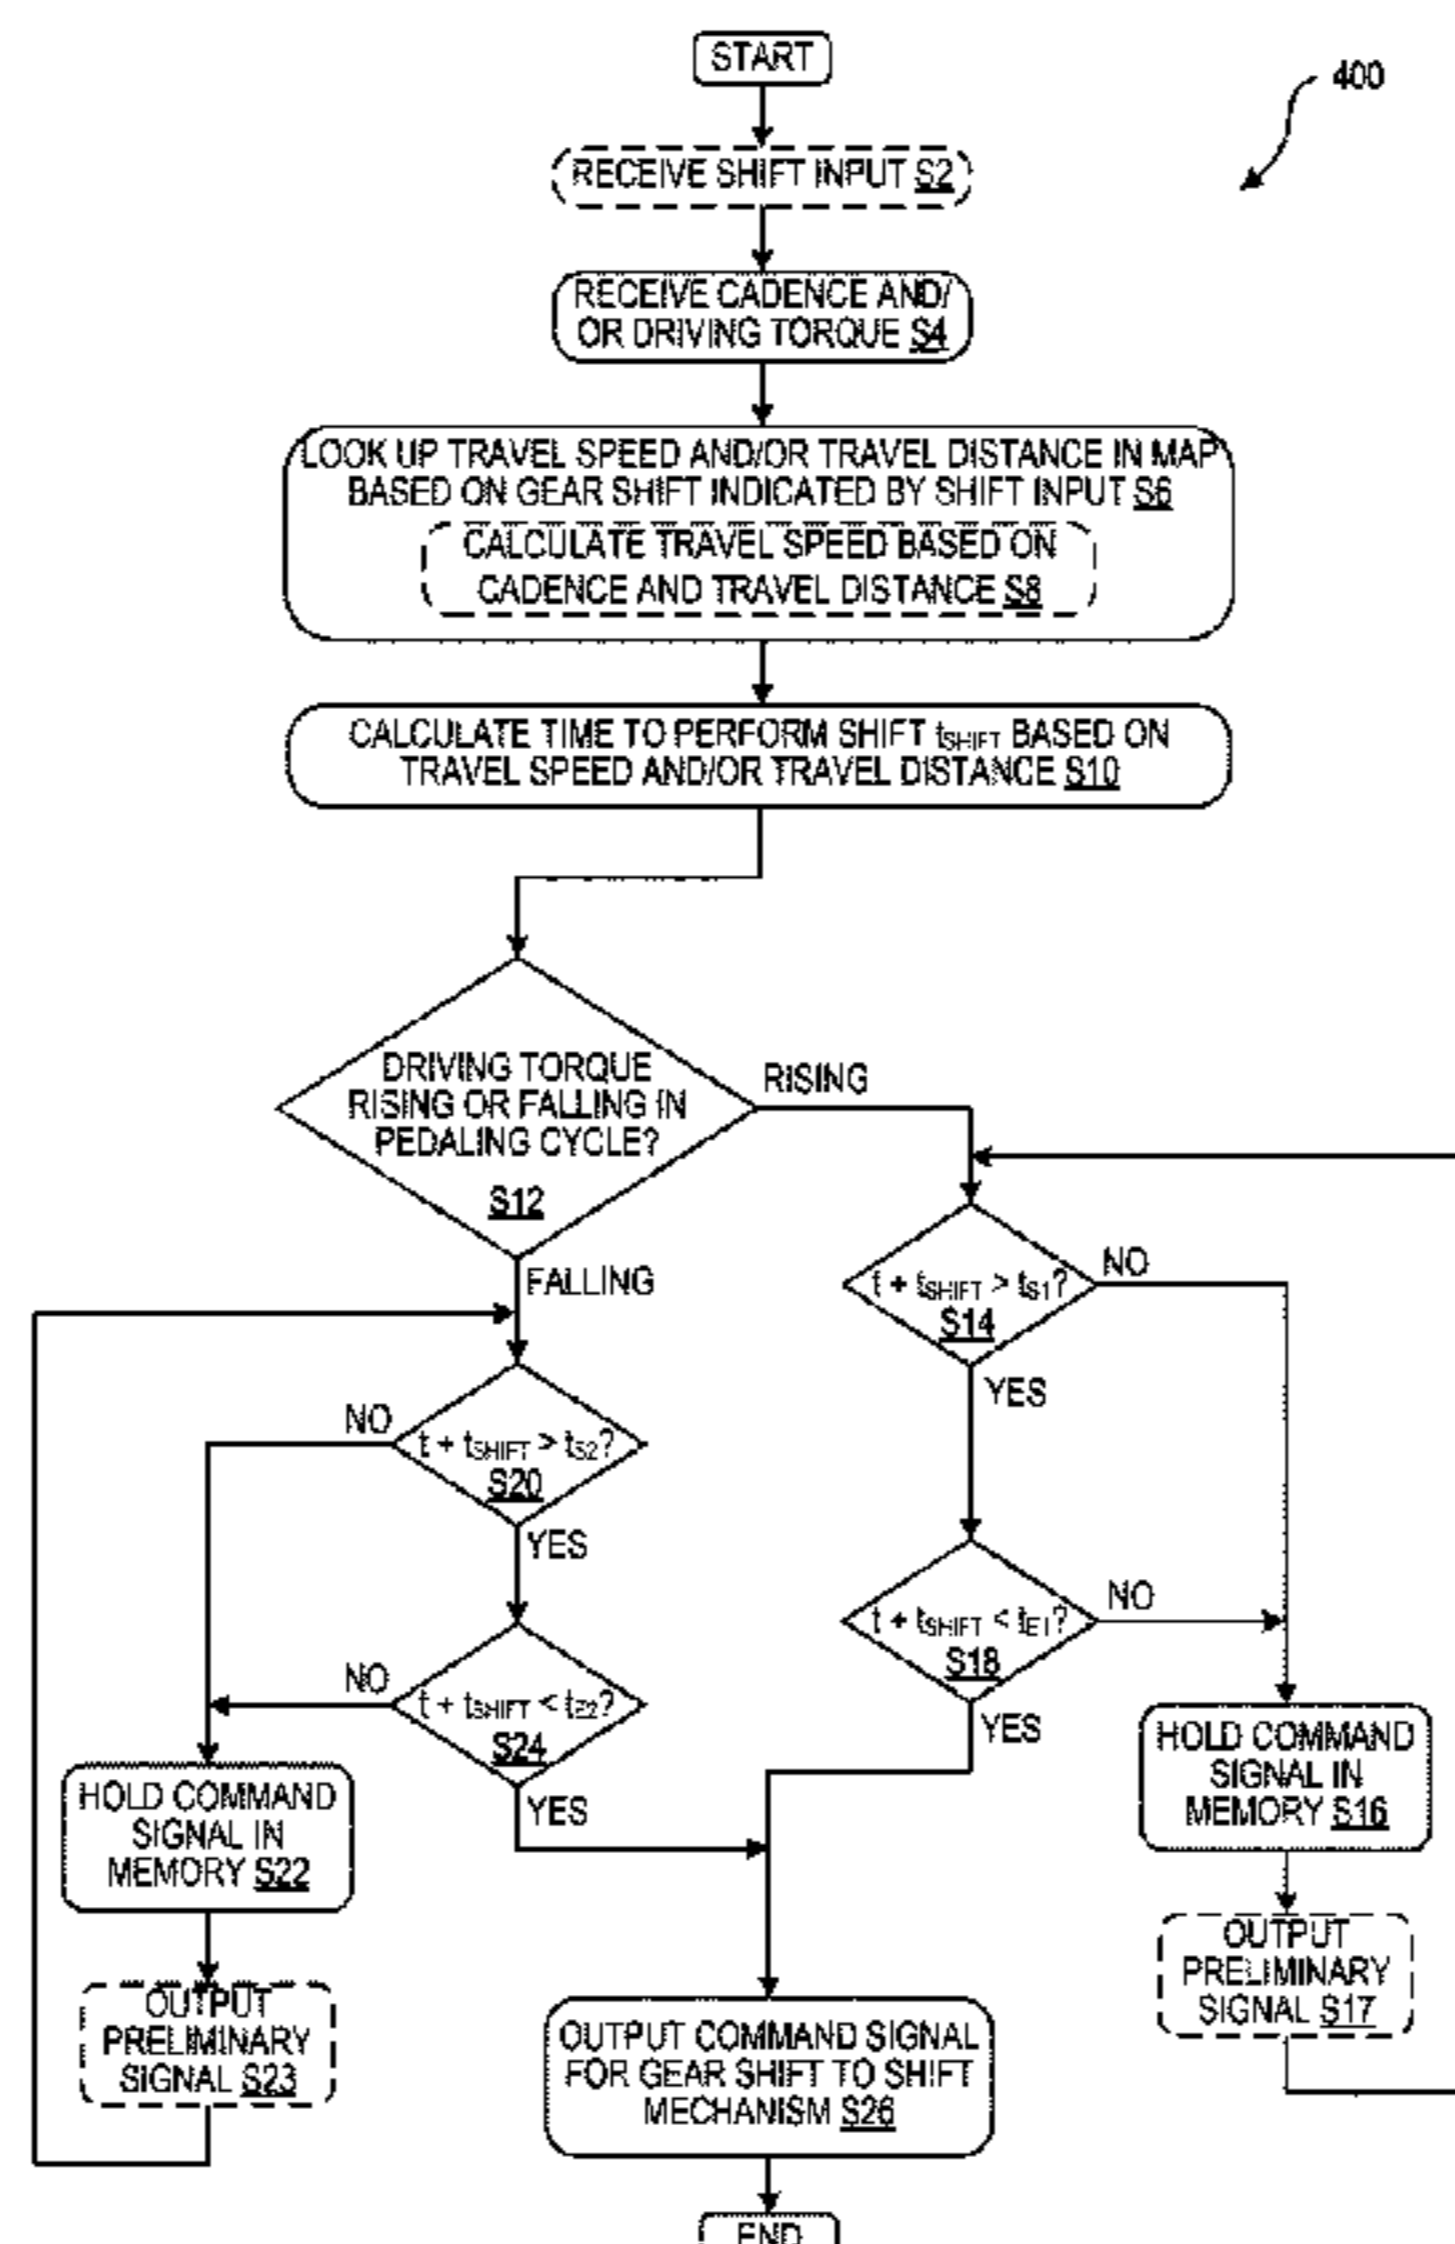 START
400
RECEIVE SHIFT INPUT S2
RECEIVE CADENCE AND/
OR DRIVING TORQUE S4
LOOK UP TRAVEL SPEED AND/OR TRAVEL DISTANCE IN MAP
BASED ON GEAR SHIFT INDICATED BY SHIFT INPUT S6
CALCULATE TRAVEL SPEED BASED ON
CADENCE AND TRAVEL DISTANCE S8
CALCULATE TIME TO PERFORM SHIFT tSHIFT BASED ON
TRAVEL SPEED AND/OR TRAVEL DISTANCE S10
DRIVING TORQUE
RISING OR FALLING IN
PEDALING CYCLE?
S12
RISING
FALLING
t + tSHIFT > tS1?
S14
NO
YES
t + tSHIFT < tE1?
S18
NO
YES
HOLD COMMAND
SIGNAL IN
MEMORY S16
OUTPUT
PRELIMINARY
SIGNAL S17
t + tSHIFT > tS2?
S20
NO
YES
t + tSHIFT < tE2?
S24
NO
YES
HOLD COMMAND
SIGNAL IN
MEMORY S22
OUTPUT
PRELIMINARY
SIGNAL S23
OUTPUT COMMAND SIGNAL
FOR GEAR SHIFT TO SHIFT
MECHANISM S26
END